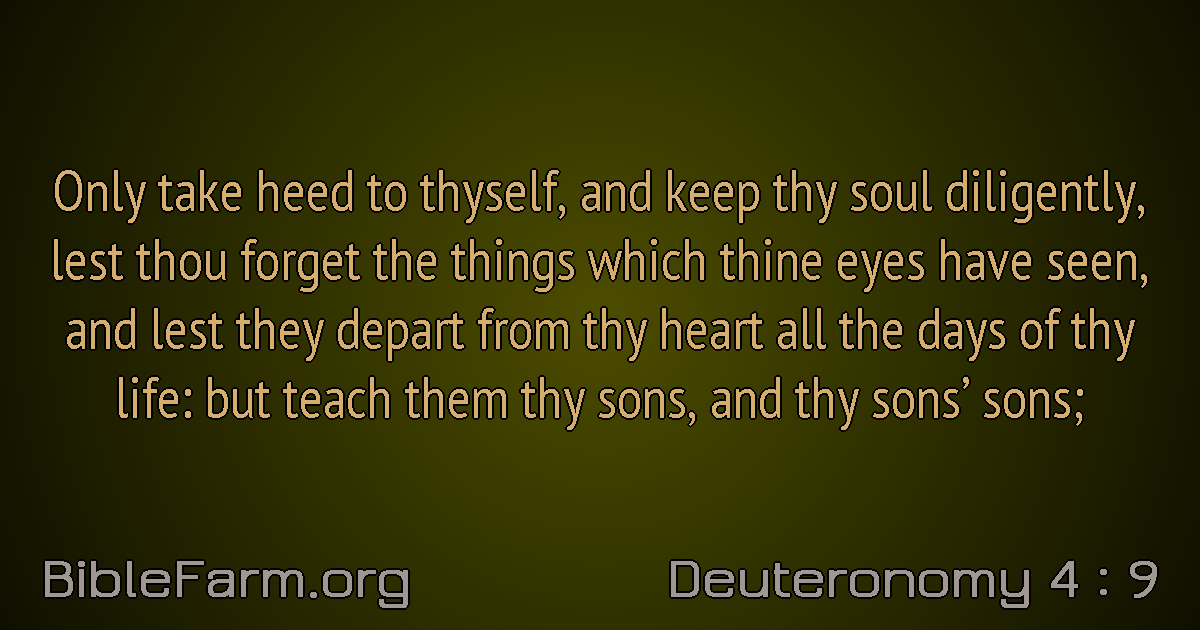 Only take heed to thyself, and keep thy soul diligently,
lest thou forget the things which thine eyes have seen,
and lest they depart from thy heart all the days of thy
life: but teach them thy sons, and thy sons’ sons;
BibleFarm.org
Deuteronomy 4 : 9